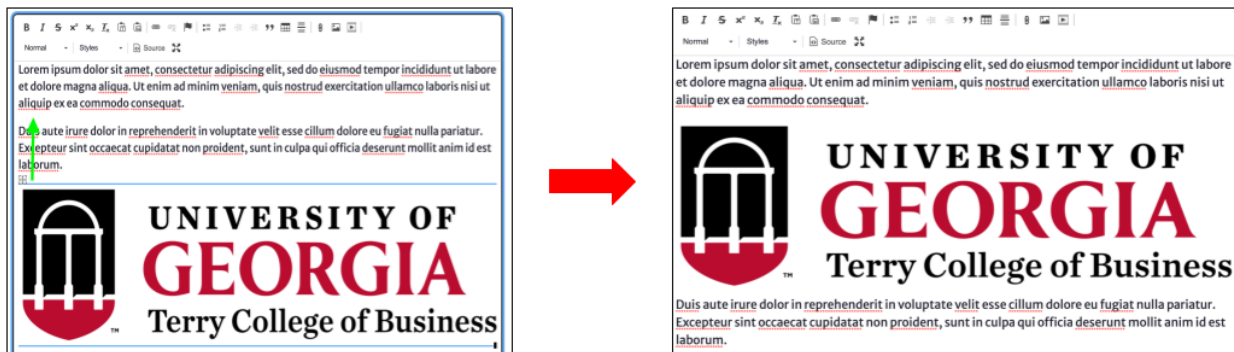 B I S x² x₂ Tx
Normal Styles Source
Lorem ipsum dolor sit amet, consectetur adipiscing elit, sed do eiusmod tempor incididunt ut labore
et dolore magna aliqua. Ut enim ad minim veniam, quis nostrud exercitation ullamco laboris nisi ut
aliquip ex ea commodo consequat.
Duis aute irure dolor in reprehenderit in voluptate velit esse cillum dolore eu fugiat nulla pariatur.
Excepteur sint occaecat cupidatat non proident, sunt in culpa qui officia deserunt mollit anim id est
laborum.
UNIVERSITY OF
GEORGIA
Terry College of Business
TM
B I S x² x₂ Tx
Normal Styles Source
Lorem ipsum dolor sit amet, consectetur adipiscing elit, sed do eiusmod tempor incididunt ut labore
et dolore magna aliqua. Ut enim ad minim veniam, quis nostrud exercitation ullamco laboris nisi ut
aliquip ex ea commodo consequat.
UNIVERSITY OF
GEORGIA
Terry College of Business
TM
Duis aute irure dolor in reprehenderit in voluptate velit esse cillum dolore eu fugiat nulla pariatur.
Excepteur sint occaecat cupidatat non proident, sunt in culpa qui officia deserunt mollit anim id est
laborum.